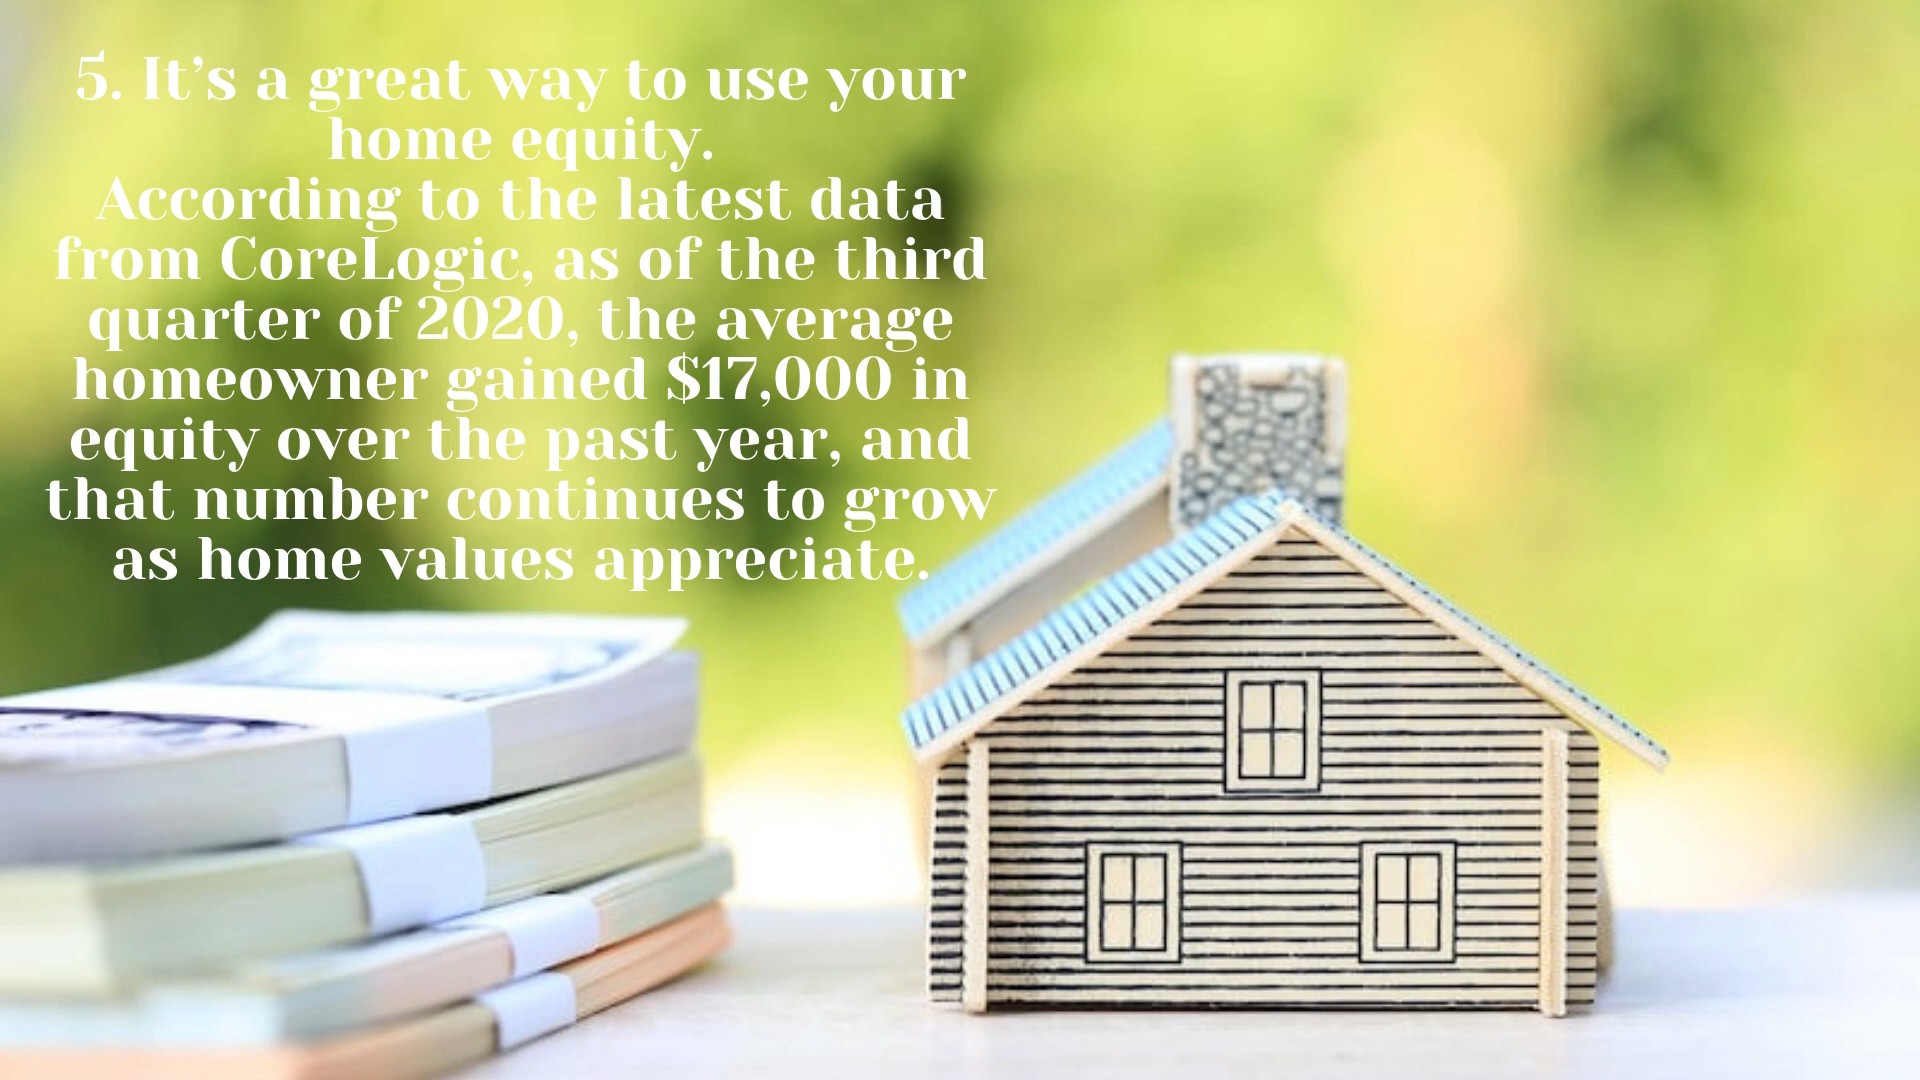 5. It’s a great way to use your
home equity.
According to the latest data
from CoreLogic, as of the third
quarter of 2020, the average
homeowner gained $17,000 in
equity over the past year, and
that number continues to grow
as home values appreciate.